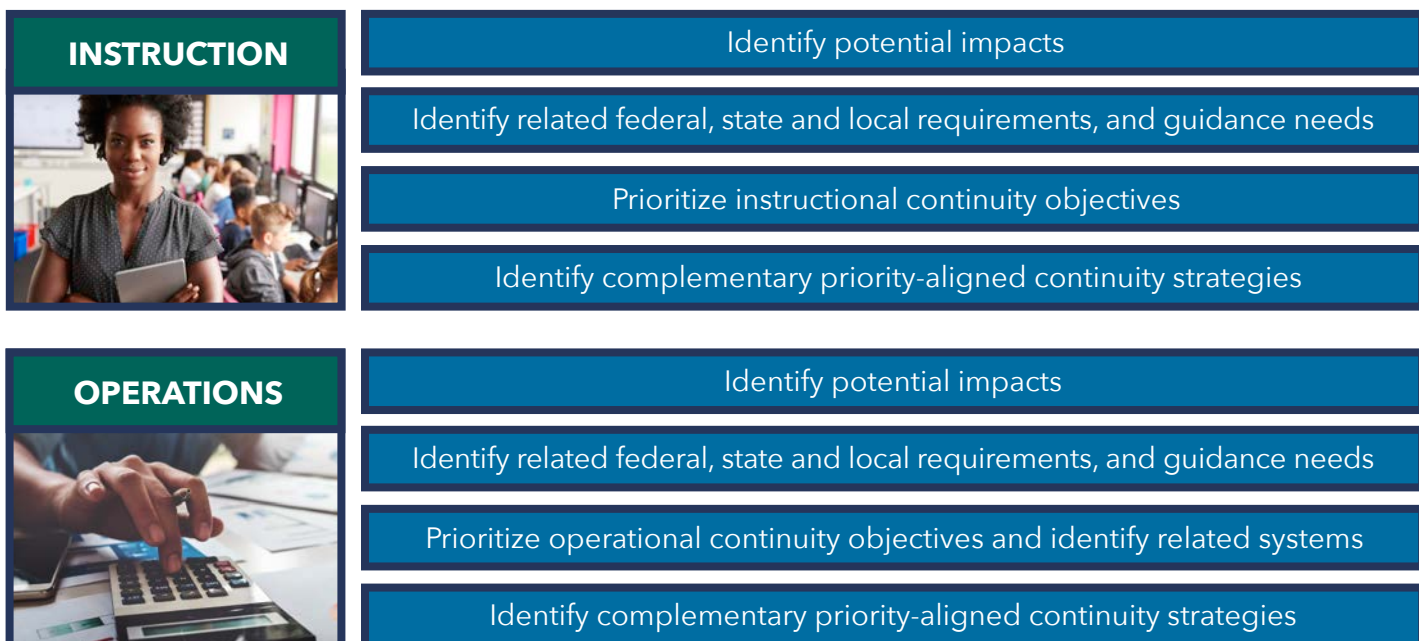 INSTRUCTION
Identify potential impacts
Identify related federal, state and local requirements, and guidance needs
Prioritize instructional continuity objectives
Identify complementary priority-aligned continuity strategies
OPERATIONS
Identify potential impacts
Identify related federal, state and local requirements, and guidance needs
Prioritize operational continuity objectives and identify related systems
Identify complementary priority-aligned continuity strategies